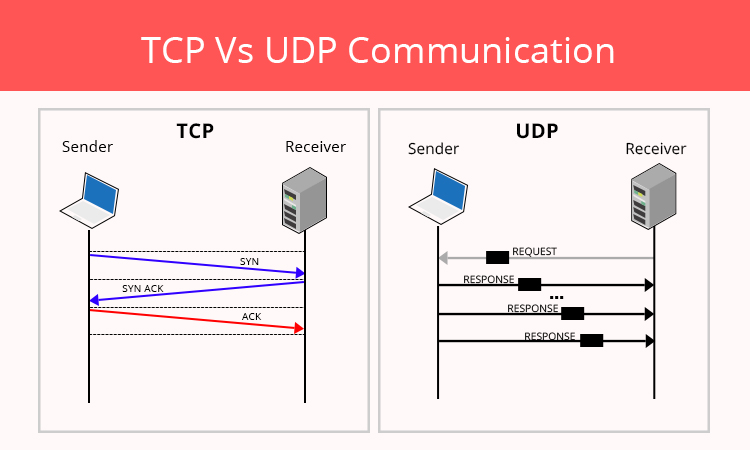 TCP Vs UDP Communication
TCP
Sender
Receiver
SYN
SYN ACK
ACK
UDP
Sender
Receiver
REQUEST
RESPONSE
...
RESPONSE
RESPONSE